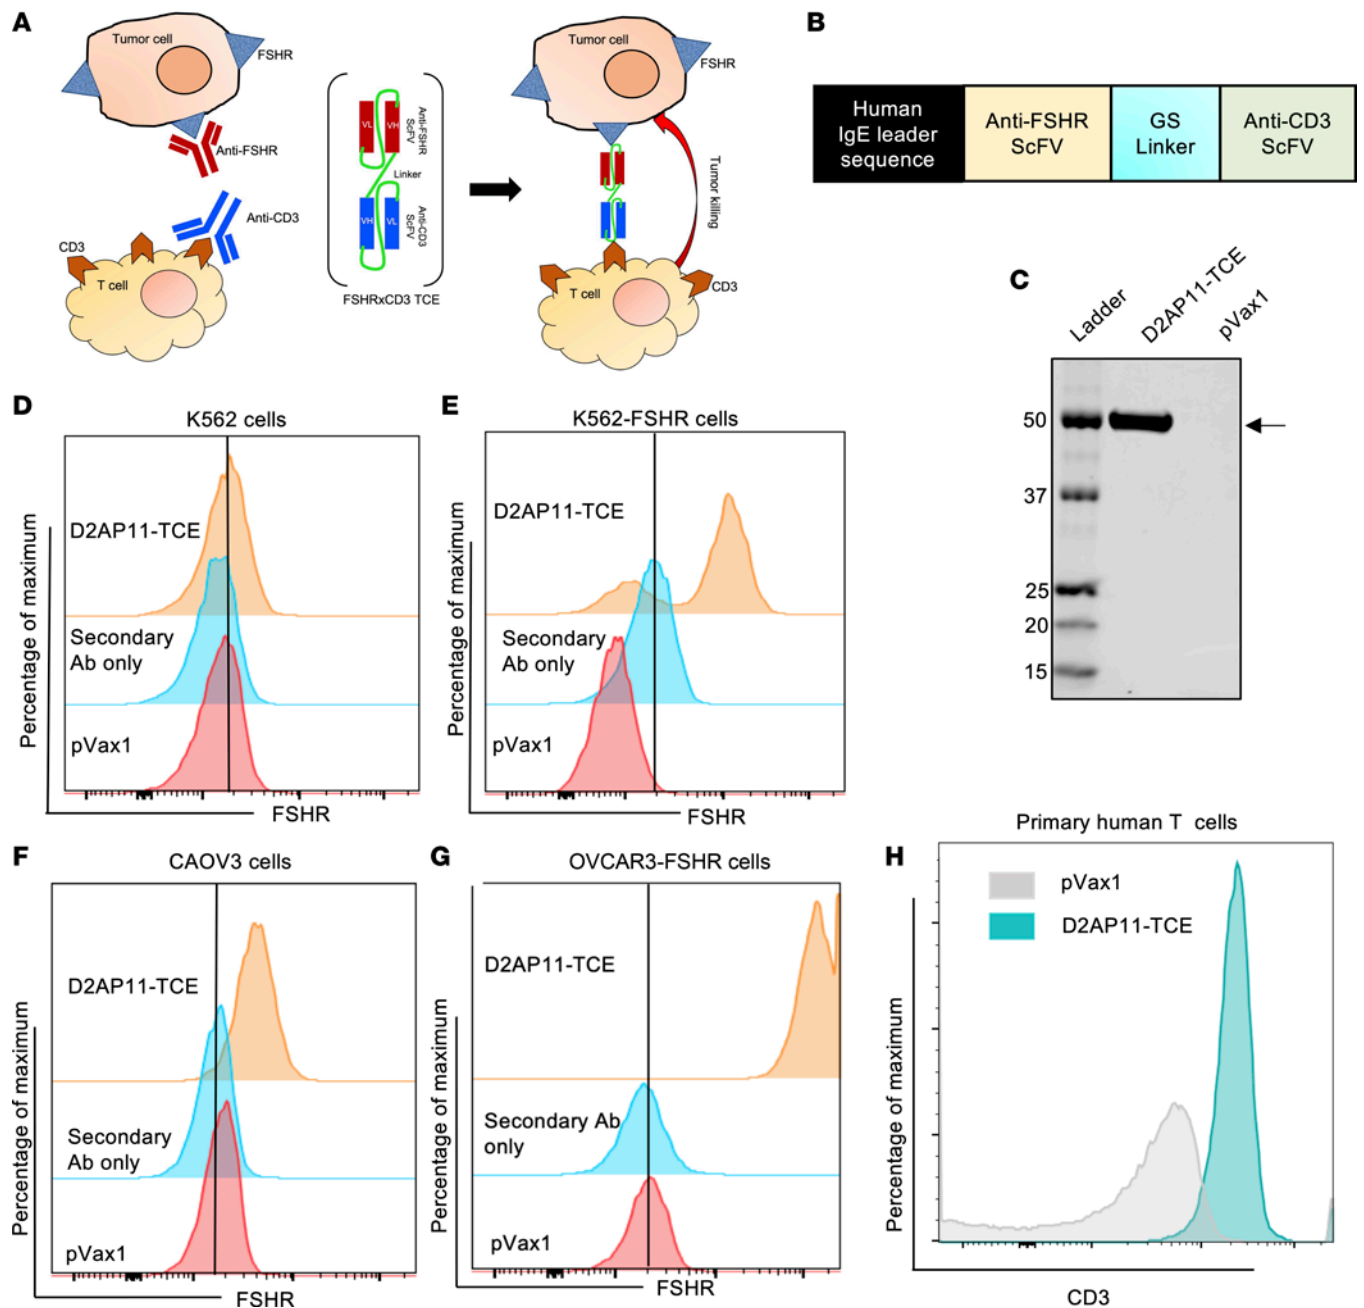 A
Tumor cell
FSHR
Anti-FSHR
Anti-CD3
CD3
T cell
VL
VH
Anti-FSHR
ScFV
Linker
VH
VL
Anti-CD3
ScFV
FSHRxCD3 TCE
Tumor cell
FSHR
Tumor killing
T cell
CD3
B
Human
IgE leader
sequence
Anti-FSHR
ScFV
GS
Linker
Anti-CD3
ScFV
C
Ladder
D2AP11-TCE
pVax1
50
37
25
20
15
D
K562 cells
D2AP11-TCE
Secondary
Ab only
pVax1
Percentage of maximum
FSHR
E
K562-FSHR cells
D2AP11-TCE
Secondary
Ab only
pVax1
Percentage of maximum
FSHR
F
CAOV3 cells
D2AP11-TCE
Secondary
Ab only
pVax1
Percentage of maximum
FSHR
G
OVCAR3-FSHR cells
D2AP11-TCE
Secondary Ab
only
pVax1
Percentage of maximum
FSHR
H
Primary human T cells
pVax1
D2AP11-TCE
Percentage of maximum
CD3